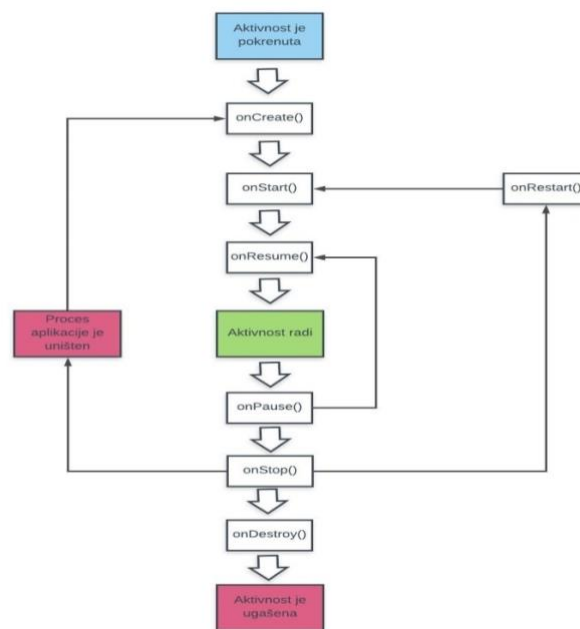 Aktivnost je
pokrenuta
onCreate()
onStart()
onRestart()
onResume()
Proces
aplikacije je
uništen
Aktivnost radi
onPause()
onStop()
onDestroy()
Aktivnost je
ugašena